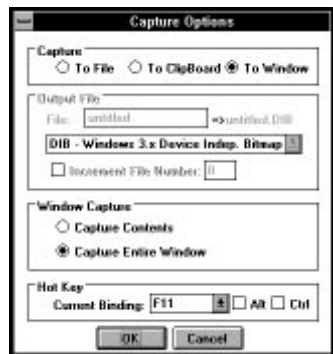 Capture Options
Capture
To File To ClipBoard To Window
Output File
File: untitled =>untitled.DIB
DIB - Windows 3.x Device Indep. Bitmap
Increment File Number: 0
Window Capture
Capture Contents
Capture Entire Window
Hot Key
Current Binding: F11 Alt Ctrl
OK Cancel